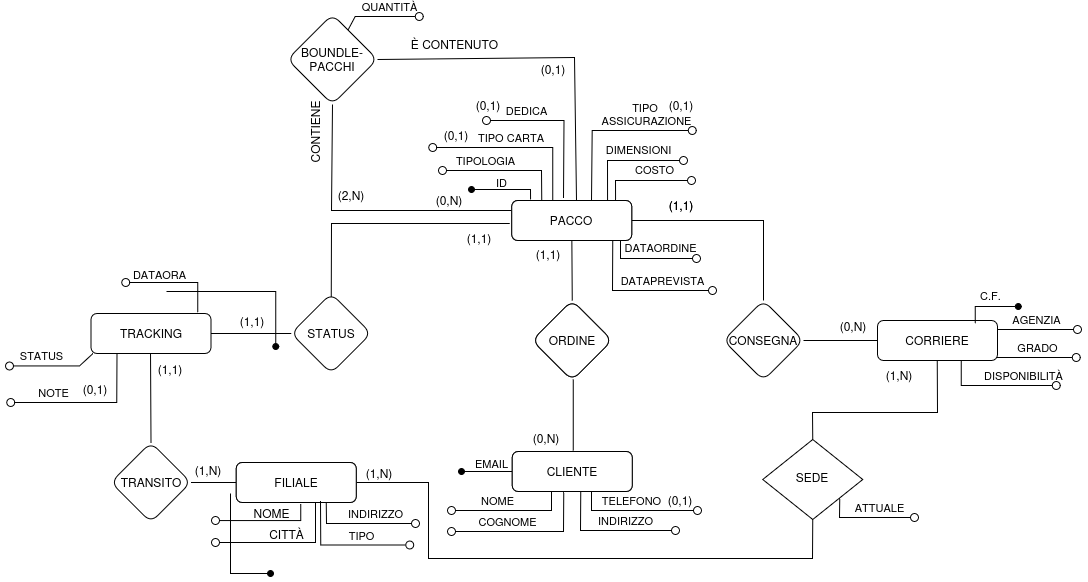 QUANTITÀ
BOUNDLE-
PACCHI
È CONTENUTO
(0,1)
CONTIENE
(2,N)
(0,1) DEDICA
(0,1) TIPO CARTA
TIPOLOGIA
ID
(0,N)
TIPO (0,1)
ASSICURAZIONE
DIMENSIONI
COSTO
PACCO
(1,1)
(1,1)
(1,1)
DATAORDINE
DATAPREVISTA
DATAORA
TRACKING
(1,1)
STATUS
STATUS
NOTE (0,1)
(1,1)
ORDINE
CONSEGNA
(0,N)
C.F.
CORRIERE
AGENZIA
GRADO
DISPONIBILITÀ
(1,N)
TRANSITO
(1,N)
FILIALE
(1,N)
NOME
CITTÀ
INDIRIZZO
TIPO
(0,N)
EMAIL
CLIENTE
NOME
COGNOME
TELEFONO (0,1)
INDIRIZZO
SEDE
ATTUALE